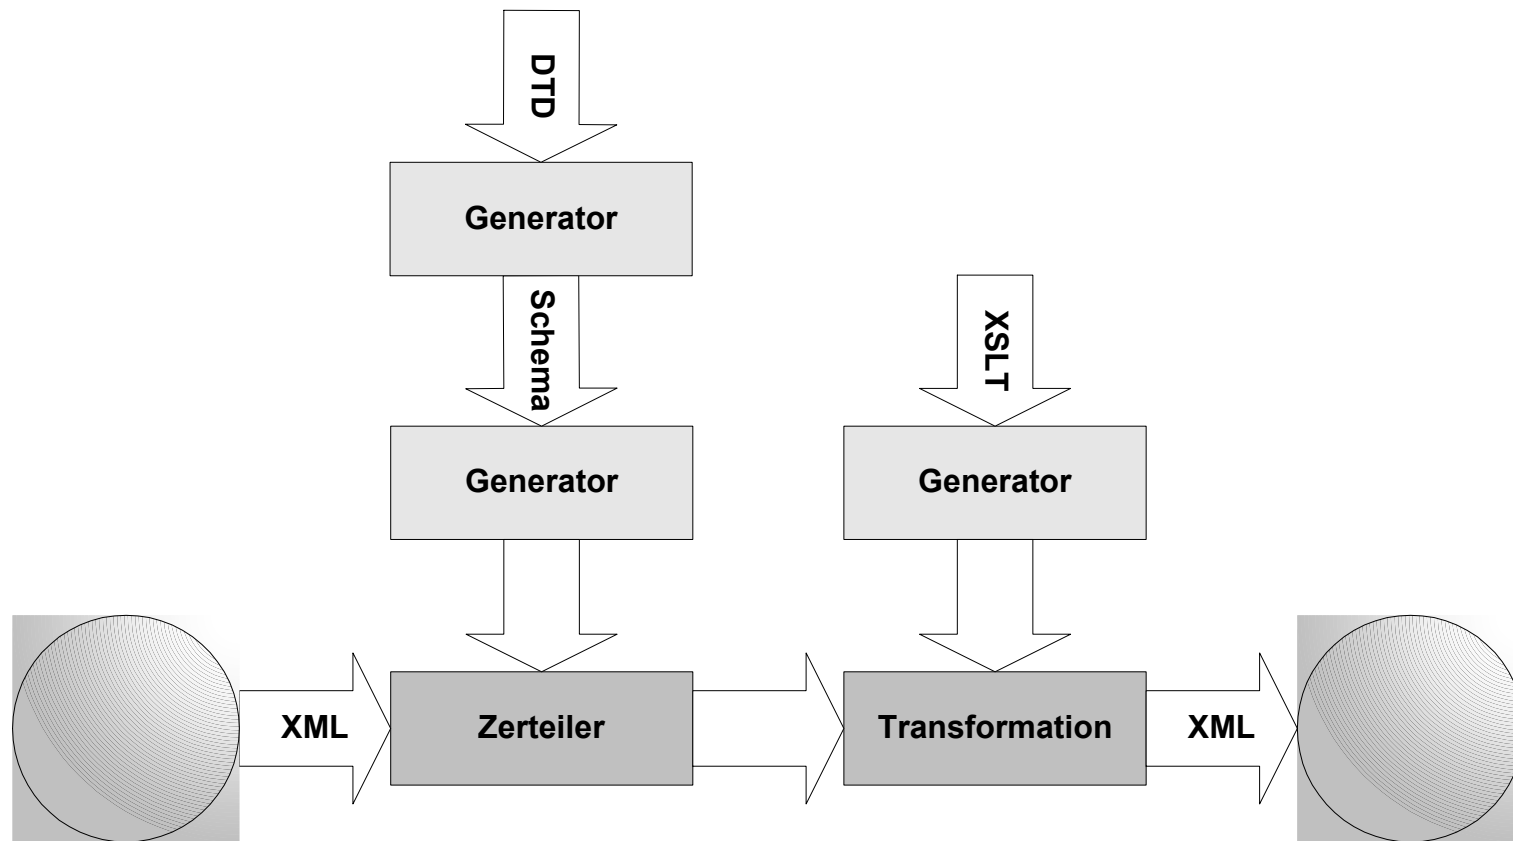 DTD
Generator
Schema
XSLT
Generator
Generator
XML
Zerteiler
Transformation
XML